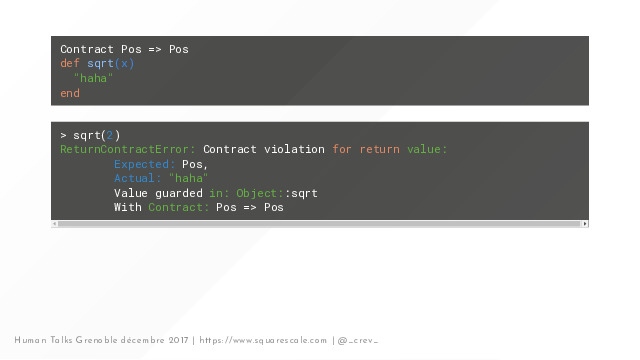 Contract Pos => Pos
def sqrt(x)
  "haha"
end
> sqrt(2)
ReturnContractError: Contract violation for return value:
        Expected: Pos,
        Actual: "haha"
        Value guarded in: Object::sqrt
        With Contract: Pos => Pos
Human Talks Grenoble décembre 2017 | https://www.squarescale.com | @_crev_